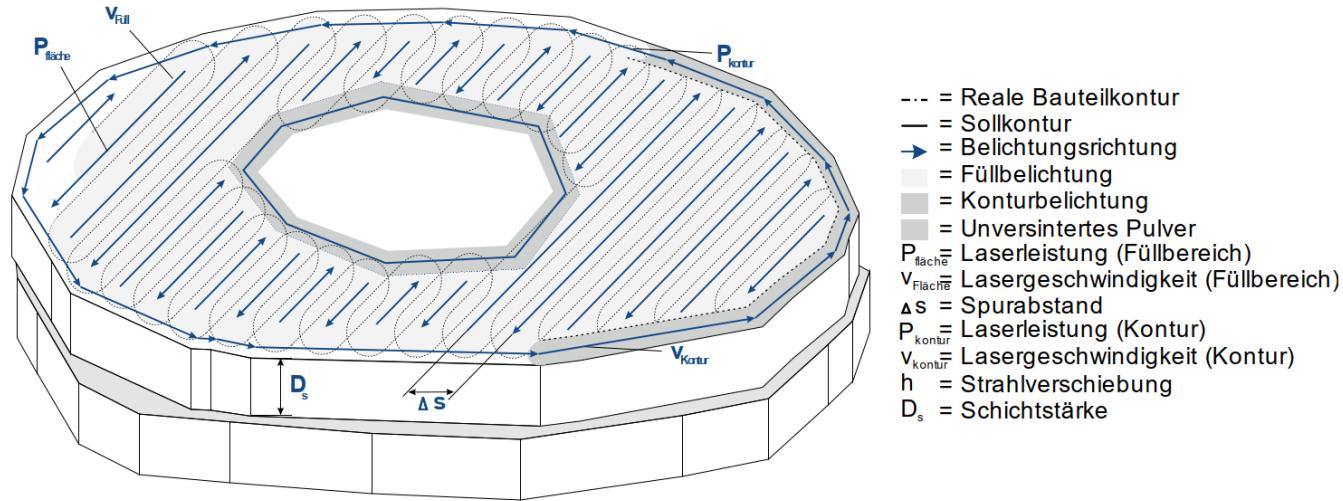 vFüll
Pfläche
Pkontur
vKontur
Ds
Δ s
= Reale Bauteilkontur
= Sollkontur
= Belichtungsrichtung
= Füllbelichtung
= Konturbelichtung
= Unversintertes Pulver
Pfläche = Laserleistung (Füllbereich)
vFläche = Lasergeschwindigkeit (Füllbereich)
Δ s = Spurabstand
Pkontur = Laserleistung (Kontur)
vkontur = Lasergeschwindigkeit (Kontur)
h = Strahlverschiebung
Ds = Schichtstärke